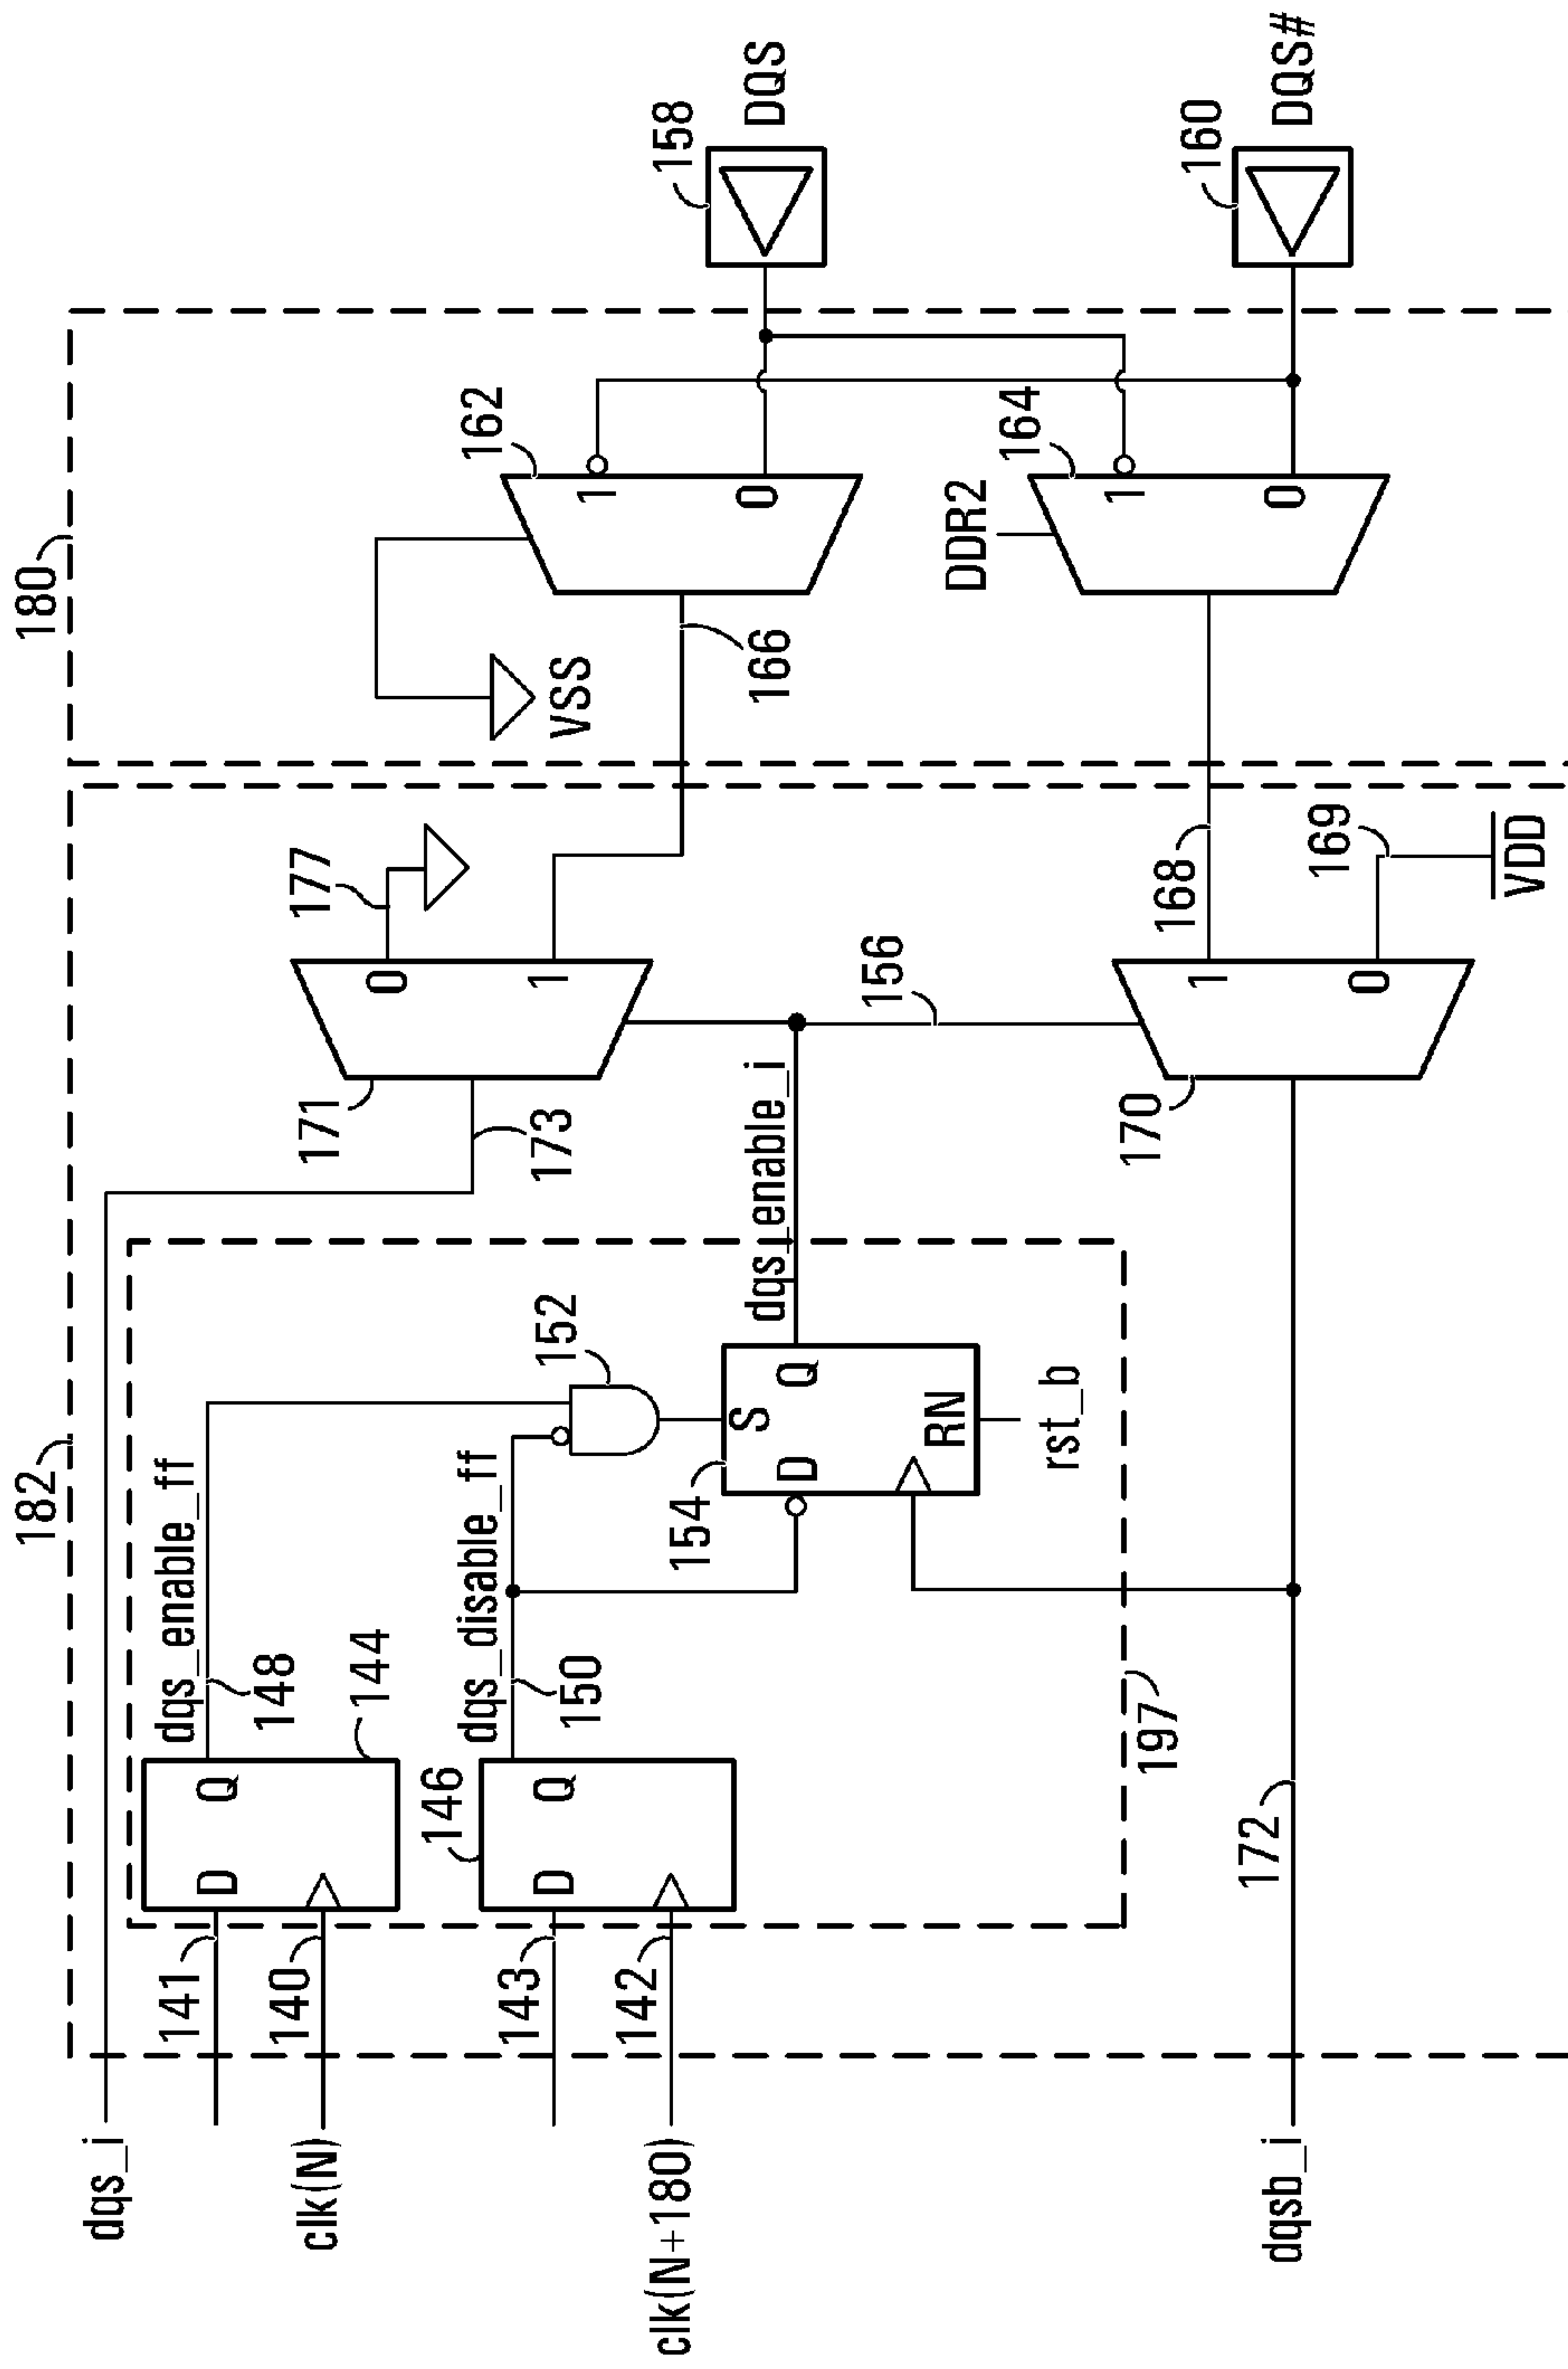 180
182
dqs_i
141
clk(N)
140
dqs_enable_ff
148
D Q
144
143
clk(N+180)
142
dqs_disable_ff
150
146
D Q
152
154
S
D Q
RN
rst_b
dqs_enable_i
197
171
173
177
0
1
156
VSS
166
162
1
0
158
DQS
DDR2
164
1
0
160
DQS#
168
169
VDD
170
1
0
172
dqsb_i